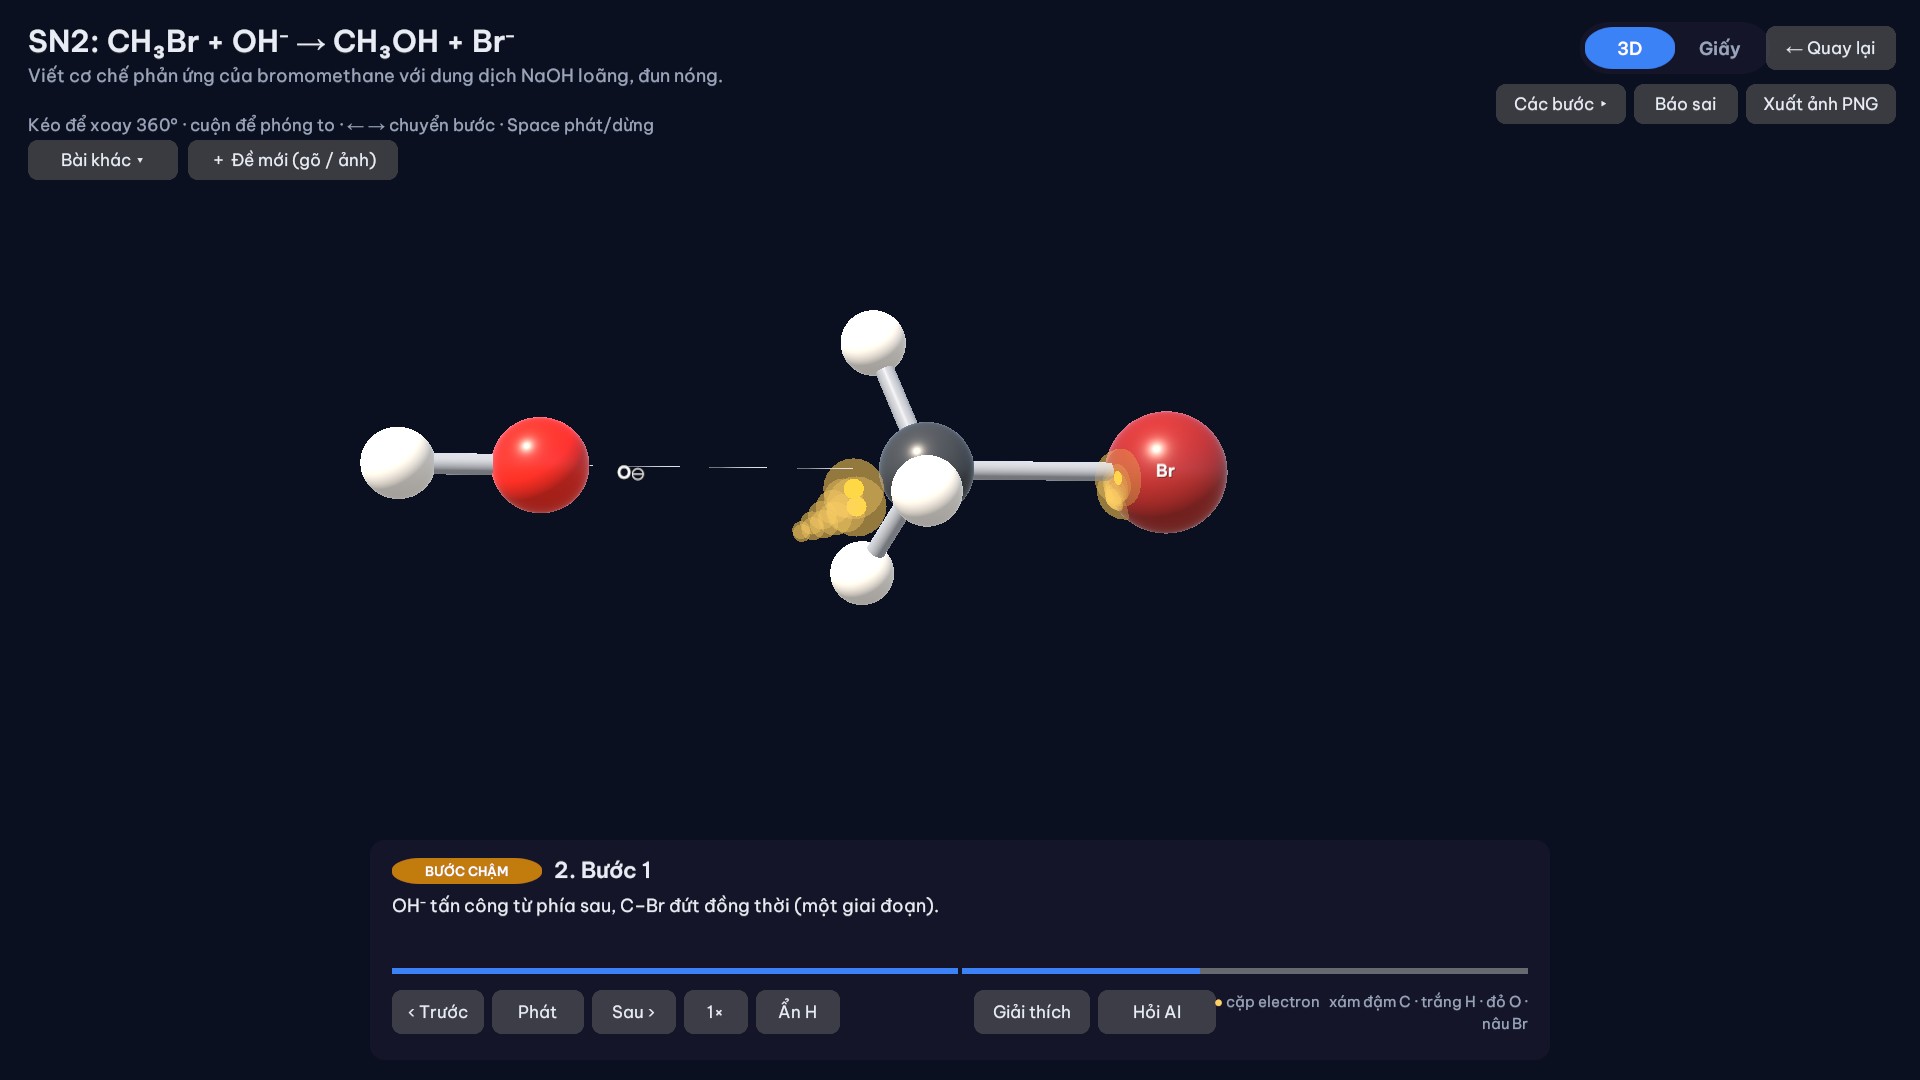 SN2: CH₃Br + OH⁻ → CH₃OH + Br⁻
Viết cơ chế phản ứng của bromomethane với dung dịch NaOH loãng, đun nóng.
Kéo để xoay 360° · cuộn để phóng to · ←→ chuyển bước · Space phát/dừng
Bài khác ▾
+ Đề mới (gõ / ảnh)
3D
Giấy
← Quay lại
Các bước ▸
Báo sai
Xuất ảnh PNG
O⊖
Br
BƯỚC CHẬM
2. Bước 1
OH⁻ tấn công từ phía sau, C–Br đứt đồng thời (một giai đoạn).
‹ Trước
Phát
Sau ›
1×
Ẩn H
Giải thích
Hỏi AI
● cặp electron xám đậm C · trắng H · đỏ O ·
nâu Br